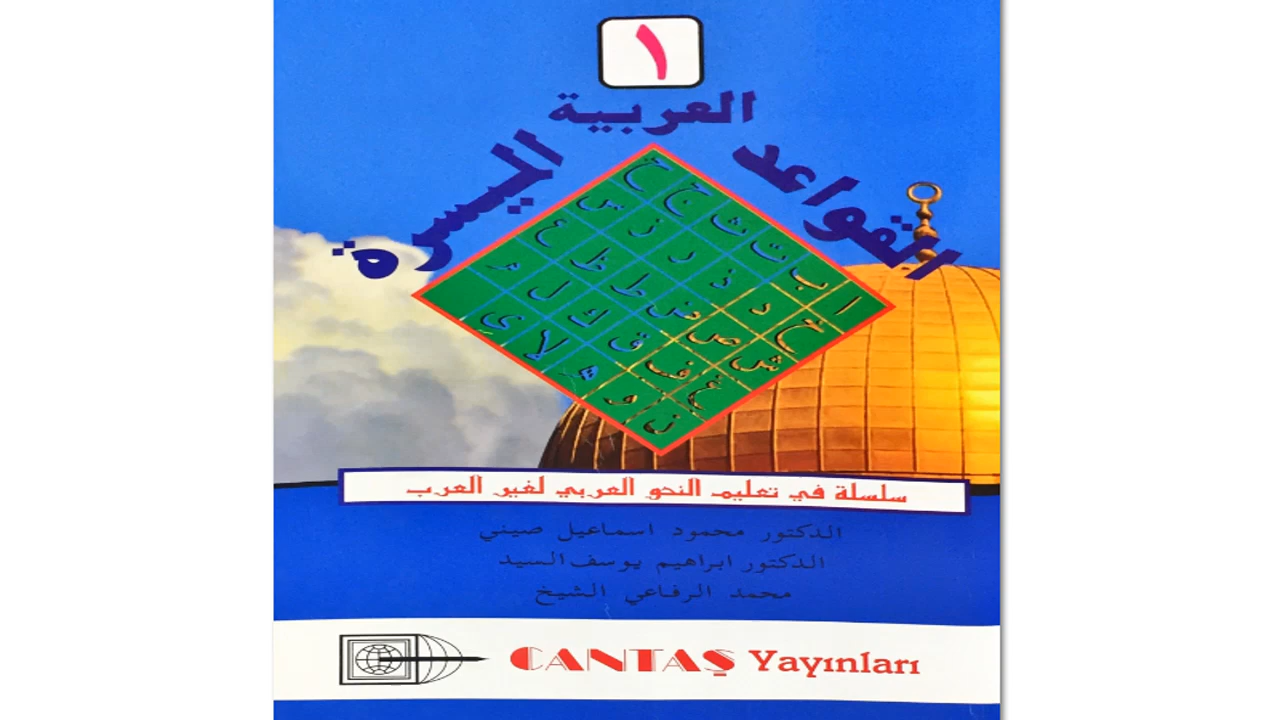 ١
القواعد العربية الميسرة
خ ح ج ث ت ب ا
سلسلة في تعليم النحو العربي لغير العرب
الدكتور محمود اسماعيل صيني
الدكتور ابراهيم يوسف السيد
محمد الرفاعي الشيخ
CANTAŞ Yayınları